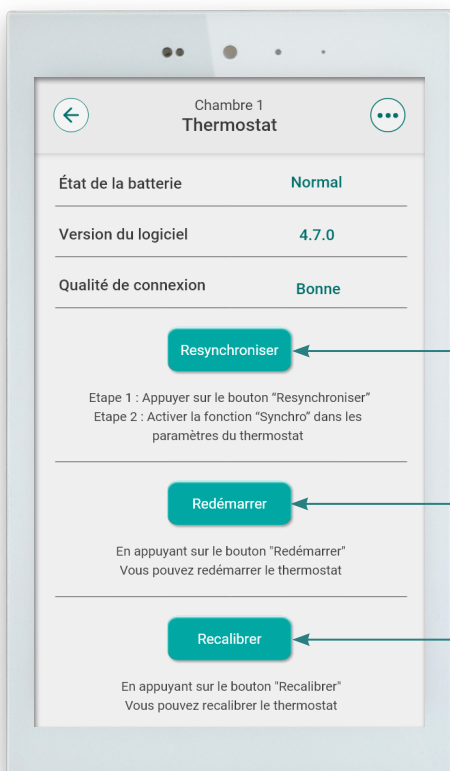 Chambre 1
Thermostat
État de la batterie Normal
Version du logiciel 4.7.0
Qualité de connexion Bonne
Resynchroniser
Etape 1 : Appuyer sur le bouton “Resynchroniser”
Etape 2 : Activer la fonction “Synchro” dans les
paramètres du thermostat
Redémarrer
En appuyant sur le bouton "Redémarrer"
Vous pouvez redémarrer le thermostat
Recalibrer
En appuyant sur le bouton "Recalibrer"
Vous pouvez recalibrer le thermostat